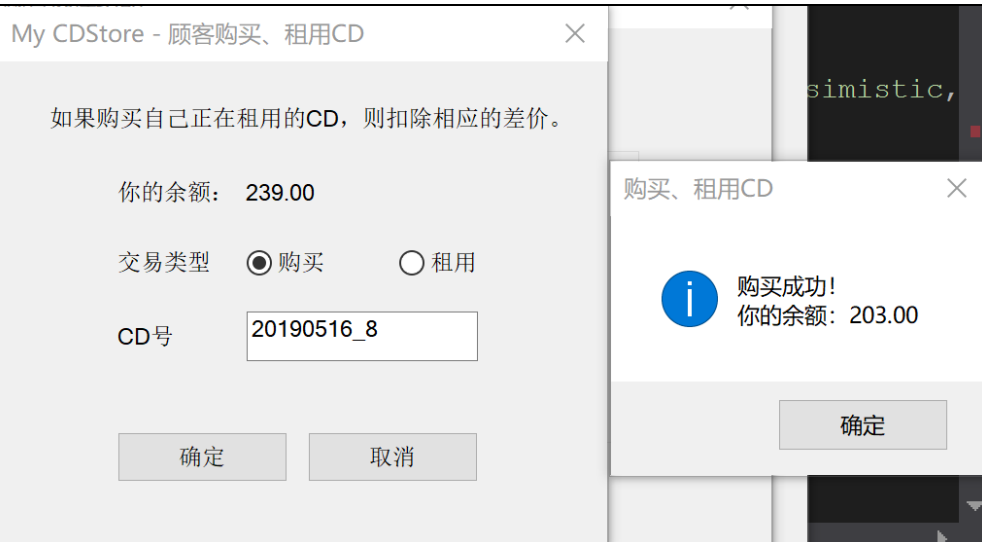 My CDStore - 顾客购买、租用CD
如果购买自己正在租用的CD，则扣除相应的差价。
你的余额： 239.00
交易类型 购买 租用
CD号 20190516_8
确定 取消
simistic,
购买、租用CD
购买成功！
你的余额：203.00
确定